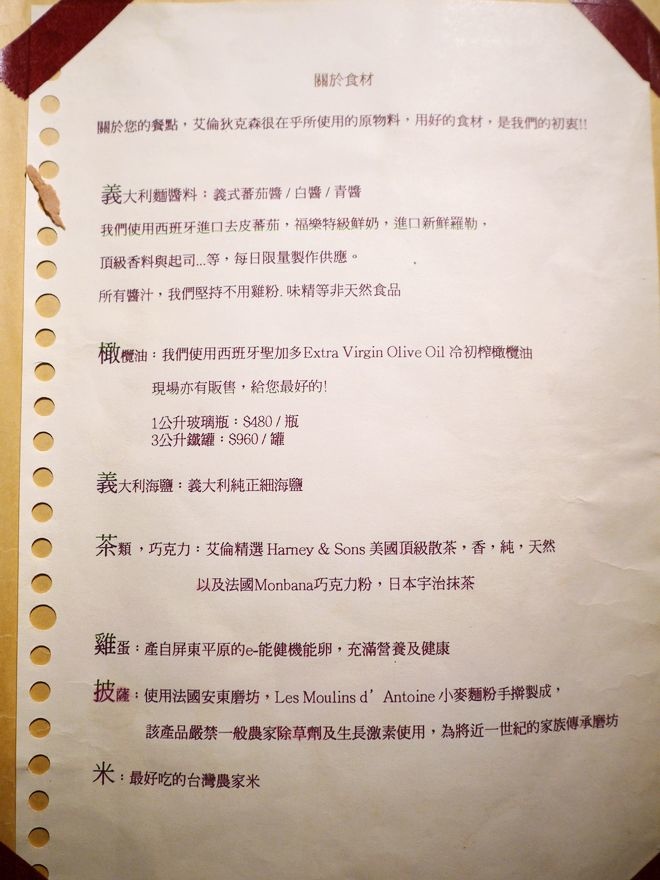 關於食材
關於您的餐點，艾倫狄克森很在乎所使用的原物料，用好的食材，是我們的初衷!!
義大利麵醬料：義式蕃茄醬 / 白醬 / 青醬
我們使用西班牙進口去皮蕃茄，福樂特級鮮奶，進口新鮮羅勒，
頂級香料與起司...等，每日限量製作供應。
所有醬汁，我們堅持不用雞粉. 味精等非天然食品
橄欖油：我們使用西班牙聖加多Extra Virgin Olive Oil 冷初榨橄欖油
現場亦有販售，給您最好的!
1公升玻璃瓶：$480 / 瓶
3公升鐵罐：$960 / 罐
義大利海鹽：義大利純正細海鹽
茶類，巧克力：艾倫精選 Harney & Sons 美國頂級散茶，香，純，天然
以及法國Monbana巧克力粉，日本宇治抹茶
雞蛋：產自屏東平原的e-能健機能卵，充滿營養及健康
披薩：使用法國安東磨坊，Les Moulins d’ Antoine 小麥麵粉手擀製成，
該產品嚴禁一般農家除草劑及生長激素使用，為將近一世紀的家族傳承磨坊
米：最好吃的台灣農家米